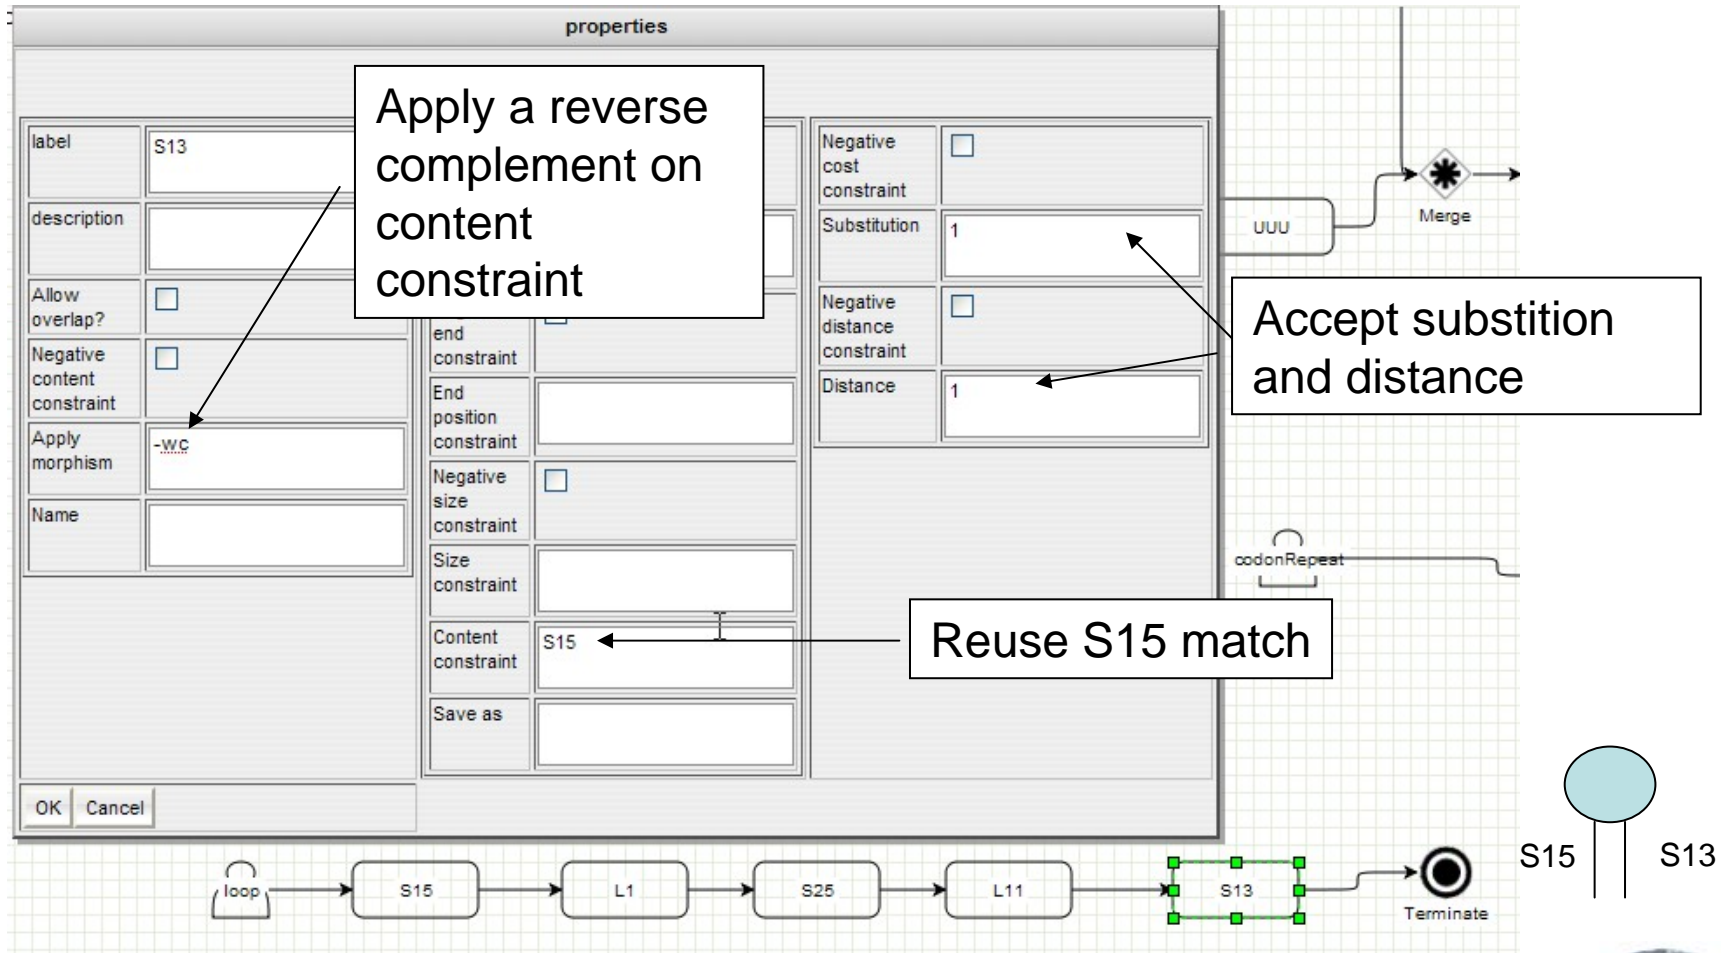 properties
Apply a reverse
complement on
content
constraint
label
S13
description
Allow
overlap?
Negative
content
constraint
Apply
morphism
-wc
Name
end
constraint
End
position
constraint
Negative
size
constraint
Size
constraint
Content
constraint
S15
Save as
Negative
cost
constraint
Substitution
1
Negative
distance
constraint
Distance
1
OK
Cancel
UUU
Merge
Accept substition
and distance
codonRepeat
Reuse S15 match
loop
S15
L1
S25
L11
S13
Terminate
S15
S13